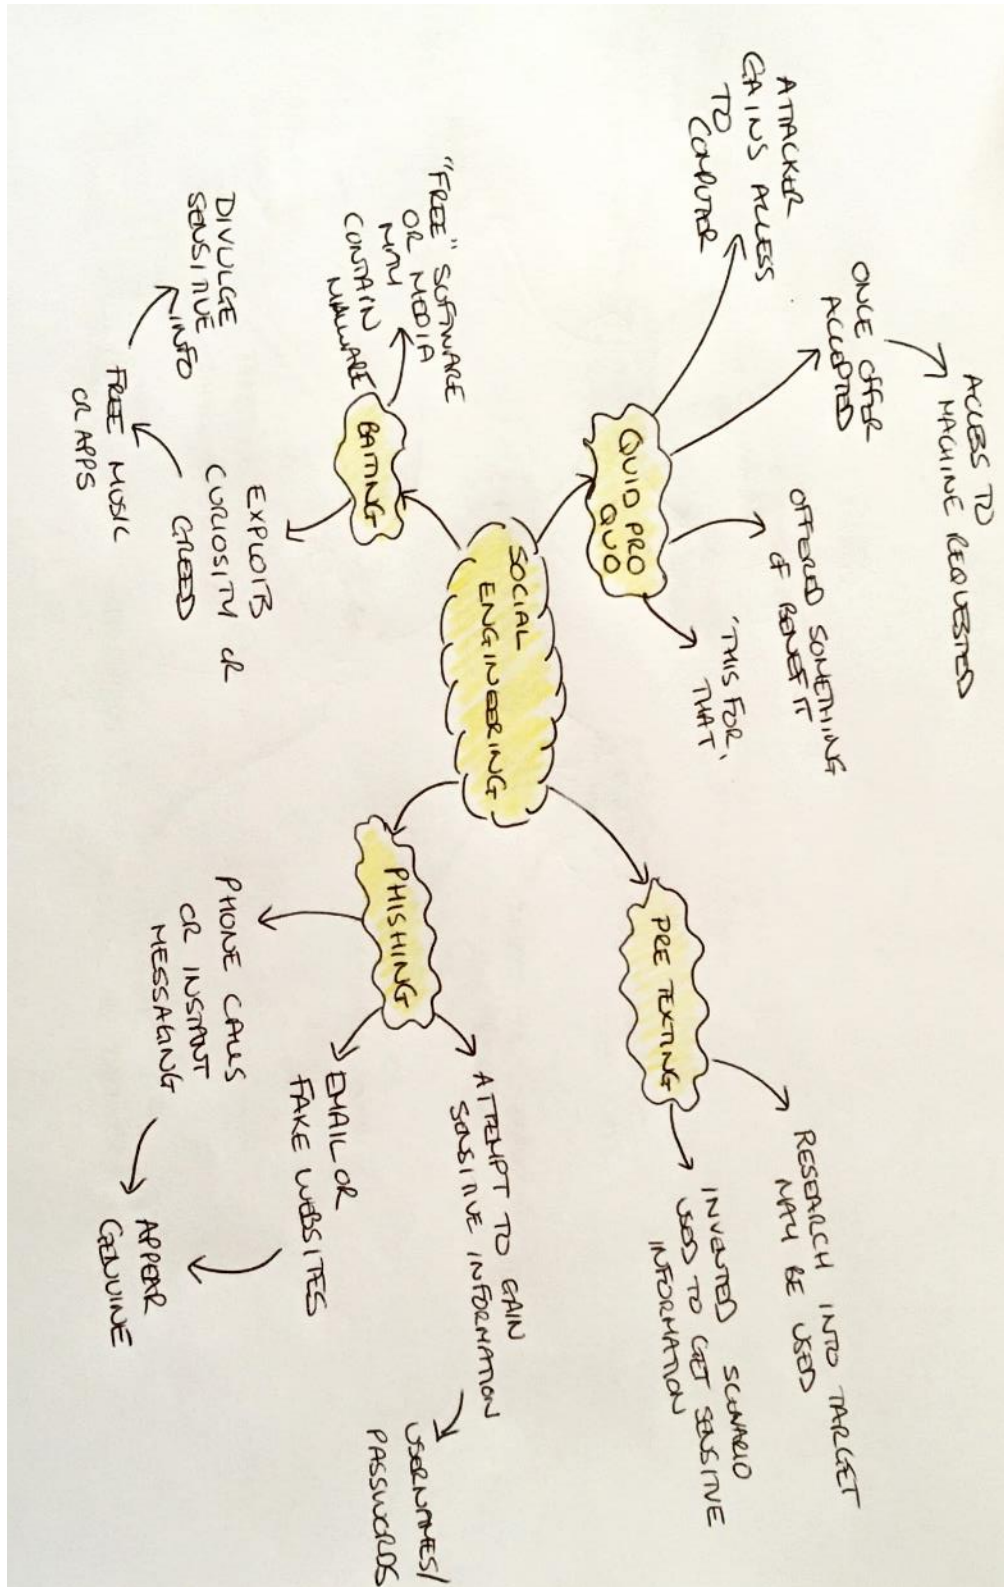 SOCIAL
ENGINEERING
QUID PRO
QUO
ATTACKER
GAINS ACCESS
TO
COMPUTER
ONCE OFFER
ACCEPTED
ACCESS TO
MACHINE REQUESTED
OFFERED SOMETHING
OF BENEFIT
"THIS FOR
THAT
PRE TEXTING
RESEARCH INTO TARGET
MAY BE USED
INVENTED SCENARIO
USED TO GET SENSITIVE
INFORMATION
BAITING
"FREE" SOFTWARE
OR MEDIA
MAY
CONTAIN
MALWARE
EXPLOITS
CURIOSITY OR
GREED
FREE MUSIC
OR APPS
DIVULGE
SENSITIVE
INFO
PHISHING
ATTEMPT TO GAIN
SENSITIVE INFORMATION
USERNAMES/
PASSWORDS
EMAIL OR
FAKE WEBSITES
PHONE CALLS
OR INSTANT
MESSAGING
APPEAR
GENUINE